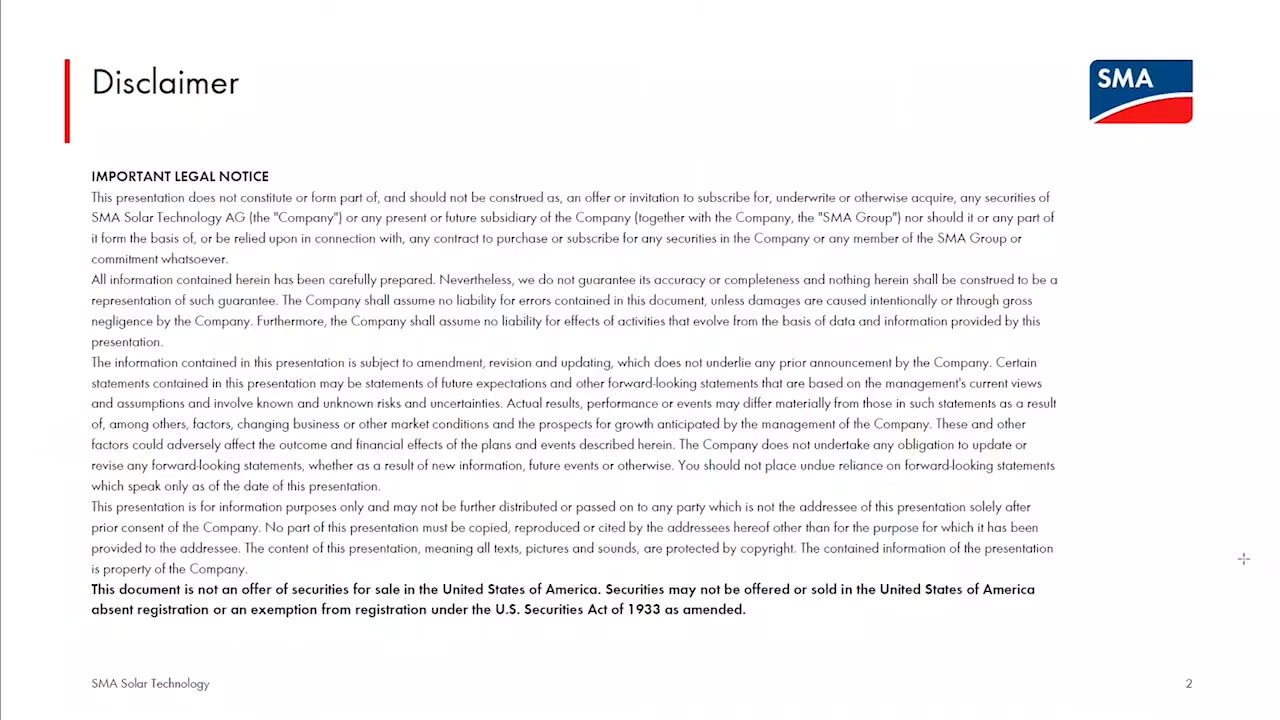 Disclaimer
SMA
IMPORTANT LEGAL NOTICE
This presentation does not constitute or form part of, and should not be construed as, an offer or invitation to subscribe for, underwrite or otherwise acquire, any securities of
SMA Solar Technology AG (the "Company") or any present or future subsidiary of the Company (together with the Company, the "SMA Group") nor should it or any part of
it form the basis of, or be relied upon in connection with, any contract to purchase or subscribe for any securities in the Company or any member of the SMA Group or
commitment whatsoever.
All information contained herein has been carefully prepared. Nevertheless, we do not guarantee its accuracy or completeness and nothing herein shall be construed to be a
representation of such guarantee. The Company shall assume no liability for errors contained in this document, unless damages are caused intentionally or through gross
negligence by the Company. Furthermore, the Company shall assume no liability for effects of activities that evolve from the basis of data and information provided by this
presentation.
The information contained in this presentation is subject to amendment, revision and updating, which does not underlie any prior announcement by the Company. Certain
statements contained in this presentation may be statements of future expectations and other forward-looking statements that are based on the management's current views
and assumptions and involve known and unknown risks and uncertainties. Actual results, performance or events may differ materially from those in such statements as a result
of, among others, factors, changing business or other market conditions and the prospects for growth anticipated by the management of the Company. These and other
factors could adversely affect the outcome and financial effects of the plans and events described herein. The Company does not undertake any obligation to update or
revise any forward-looking statements, whether as a result of new information, future events or otherwise. You should not place undue reliance on forward-looking statements
which speak only as of the date of this presentation.
This presentation is for information purposes only and may not be further distributed or passed on to any party which is not the addressee of this presentation solely after
prior consent of the Company. No part of this presentation must be copied, reproduced or cited by the addressees hereof other than for the purpose for which it has been
provided to the addressee. The content of this presentation, meaning all texts, pictures and sounds, are protected by copyright. The contained information of the presentation
is property of the Company.
This document is not an offer of securities for sale in the United States of America. Securities may not be offered or sold in the United States of America
absent registration or an exemption from registration under the U.S. Securities Act of 1933 as amended.
SMA Solar Technology
2